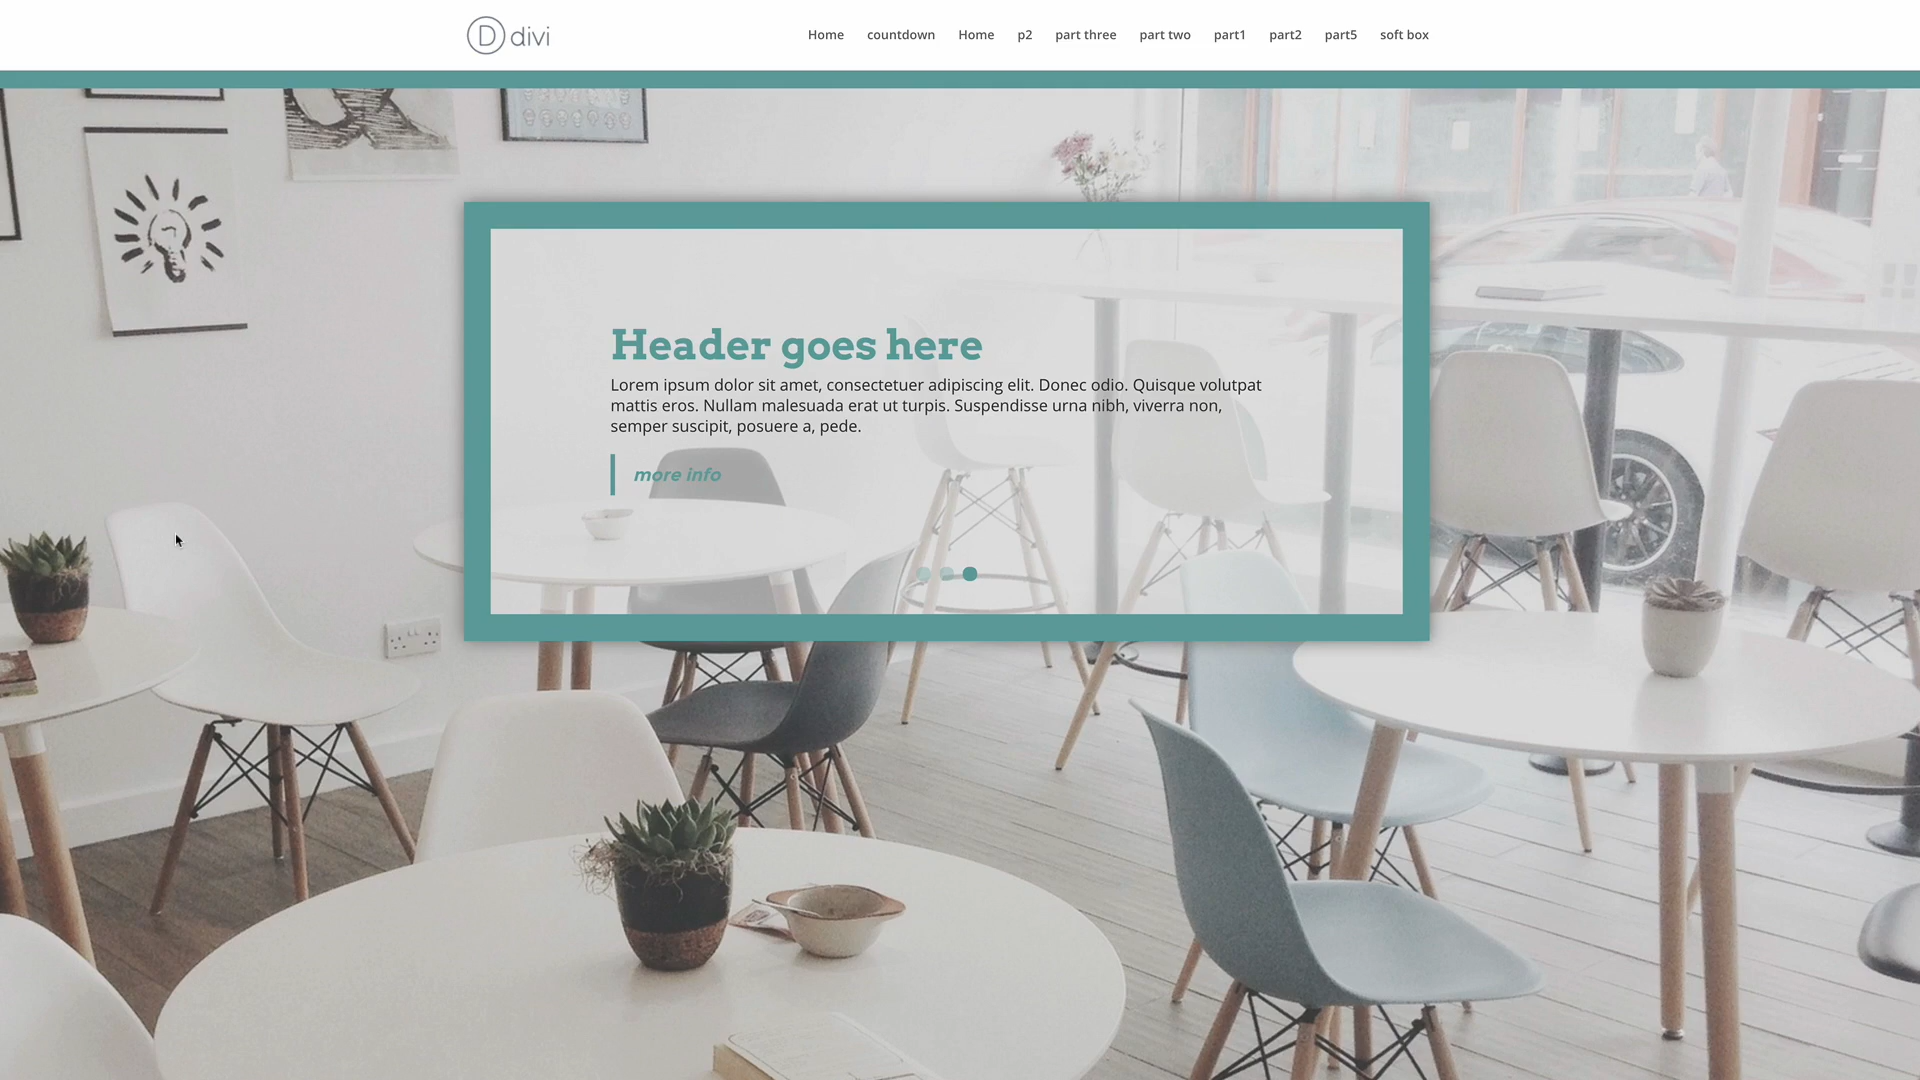 D divi
Home countdown Home p2 part three part two part1 part2 part5 soft box
Header goes here
Lorem ipsum dolor sit amet, consectetuer adipiscing elit. Donec odio. Quisque volutpat
mattis eros. Nullam malesuada erat ut turpis. Suspendisse urna nibh, viverra non,
semper suscipit, posuere a, pede.
more info